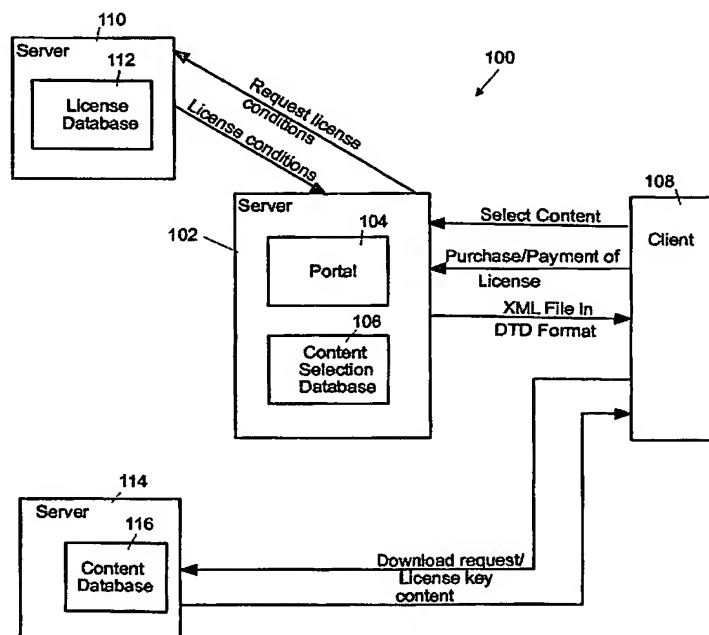 110
Server
112
License
Database
100
Request license
conditions
License conditions
Server
102
104
Portal
106
Content
Selection
Database
108
Client
Select Content
Purchase/Payment of
License
XML File in
DTD Format
114
Server
116
Content
Database
Download request/
License key
content